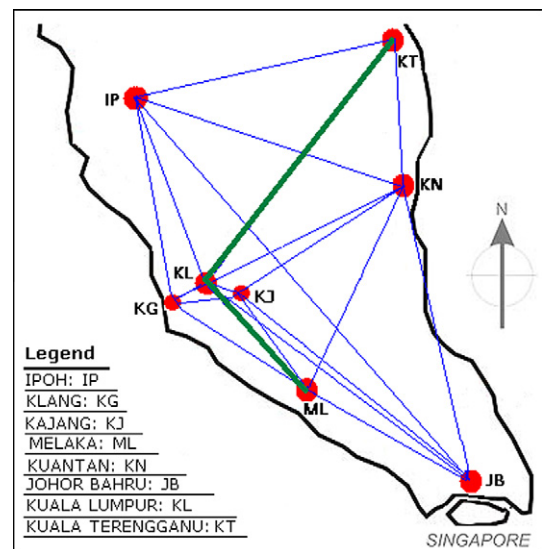 KT
IP
KN
N
KL
KJ
KG
ML
JB
Legend
IPOH: IP
KLANG: KG
KAJANG: KJ
MELAKA: ML
KUANTAN: KN
JOHOR BAHRU: JB
KUALA LUMPUR: KL
KUALA TERENGGANU: KT
SINGAPORE